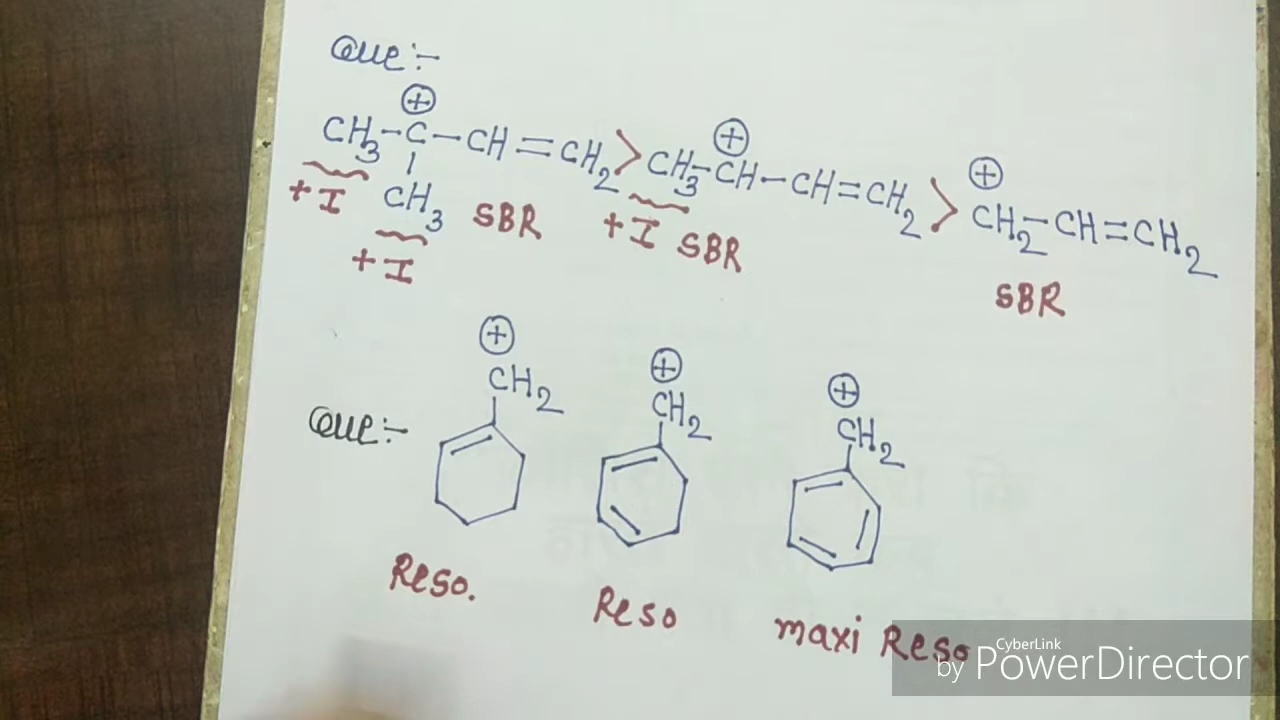 Que:-
⊕ ⊕ ⊕
CH3-C-CH=CH2 > CH3-CH-CH=CH2 > CH2-CH=CH2
+I CH3 SBR +I SBR SBR
+I
⊕ ⊕ ⊕
CH2 CH2 CH2
Que:-
Reso. Reso maxi Reso
CyberLink
by PowerDirector